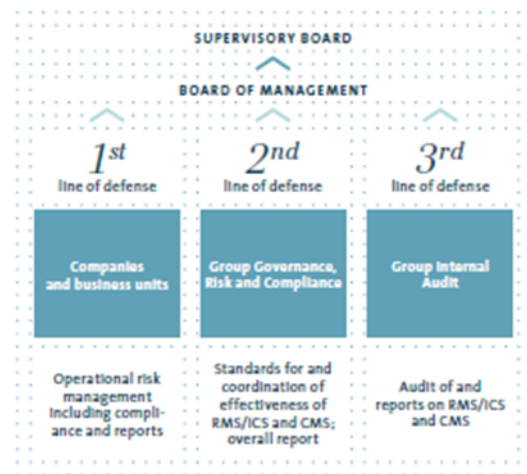 SUPERVISORY BOARD
BOARD OF MANAGEMENT
1st
line of defense
2nd
line of defense
3rd
line of defense
Companies
and business units
Group Governance,
Risk and Compliance
Group Internal
Audit
Operational risk
management
including compli-
ance and reports
Standards for and
coordination of
effectiveness of
RMS/ICS and CMS;
overall report
Audit of and
reports on RMS/ICS
and CMS